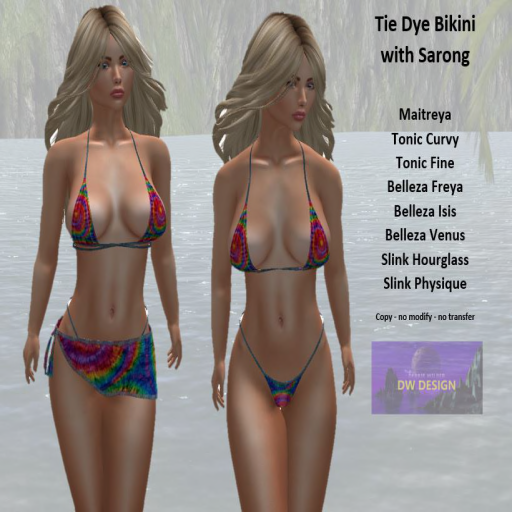 Tie Dye Bikini
with Sarong
Maitreya
Tonic Curvy
Tonic Fine
Belleza Freya
Belleza Isis
Belleza Venus
Slink Hourglass
Slink Physique
Copy - no modify - no transfer
DW DESIGN